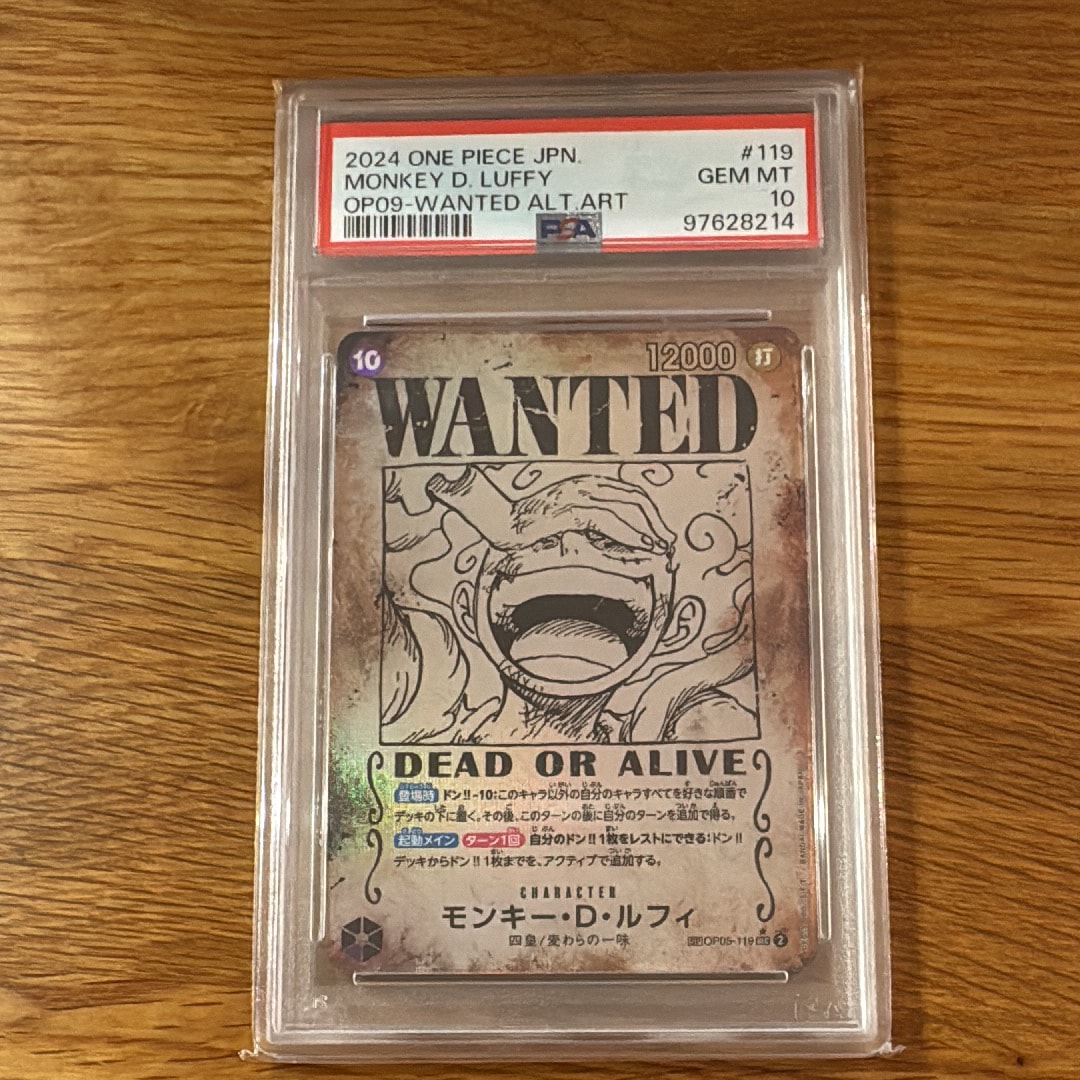 2024 ONE PIECE JPN. #119
MONKEY D. LUFFY GEM MT
OP09-WANTED ALT.ART 10
PSA 97628214
10 12000 打
WANTED
DEAD OR ALIVE
登場時 ドン!!-10:このキャラ以外の自分のキャラすべてを好きな順番で
デッキの下に置く。その後、このターンの後に自分のターンを追加で得る。
起動メイン ターン1回 自分のドン!!1枚をレストにできる:ドン!!
デッキからドン!!1枚までを、アクティブで追加する。
CHARACTER
モンキー・D・ルフィ
四皇/麦わらの一味
SP OP05-119 SEC 2